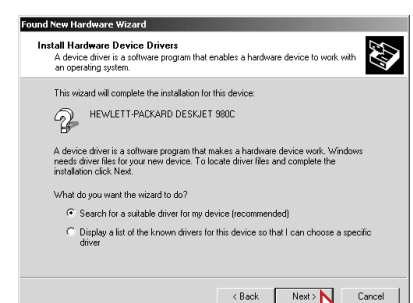 Found New Hardware Wizard
Install Hardware Device Drivers
A device driver is a software program that enables a hardware device to work with
an operating system.
This wizard will complete the installation for this device:
HEWLETT-PACKARD DESKJET 980C
A device driver is a software program that makes a hardware device work. Windows
needs driver files for your new device. To locate driver files and complete the
installation click Next.
What do you want the wizard to do?
Search for a suitable driver for my device (recommended)
Display a list of the known drivers for this device so that I can choose a specific
driver
< Back Next > Cancel